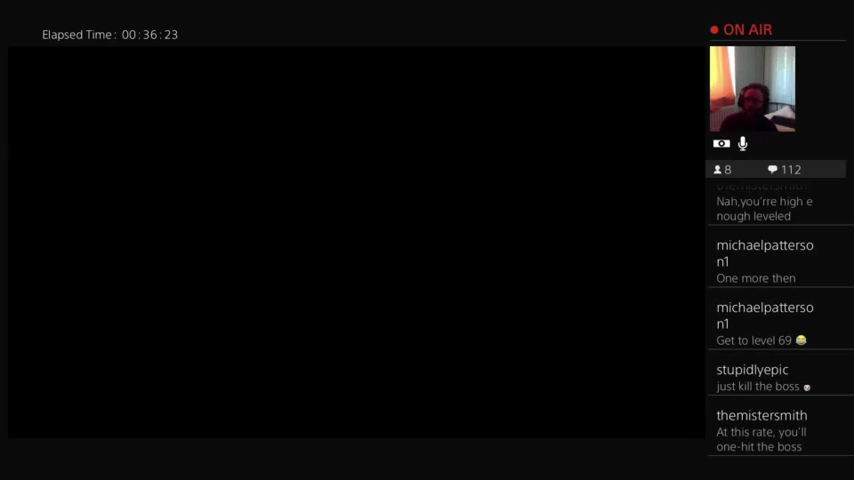 Elapsed Time: 00:36:23
ON AIR
8
112
themistersmith
Nah,you'rre high e
nough leveled
michaelpatterso
n1
One more then
michaelpatterso
n1
Get to level 69 😂
stupidlyepic
just kill the boss
themistersmith
At this rate, you'll
one-hit the boss